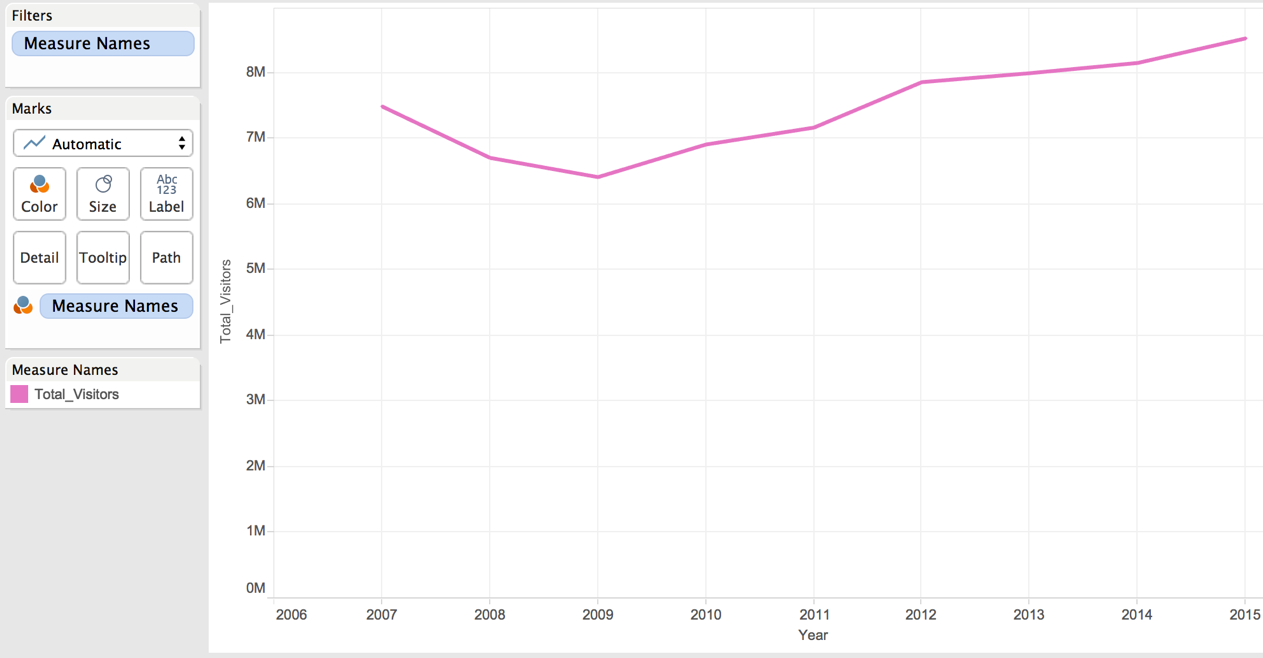 Filters
Measure Names
Marks
Automatic
Color
Size
Abc
123
Label
Detail
Tooltip
Path
Measure Names
Measure Names
Total_Visitors
Total_Visitors
8M
7M
6M
5M
4M
3M
2M
1M
0M
2006 2007 2008 2009 2010 2011 2012 2013 2014 2015
Year